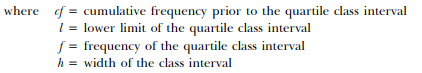 where cf = cumulative frequency prior to the quartile class interval
l = lower limit of the quartile class interval
f = frequency of the quartile class interval
h = width of the class interval